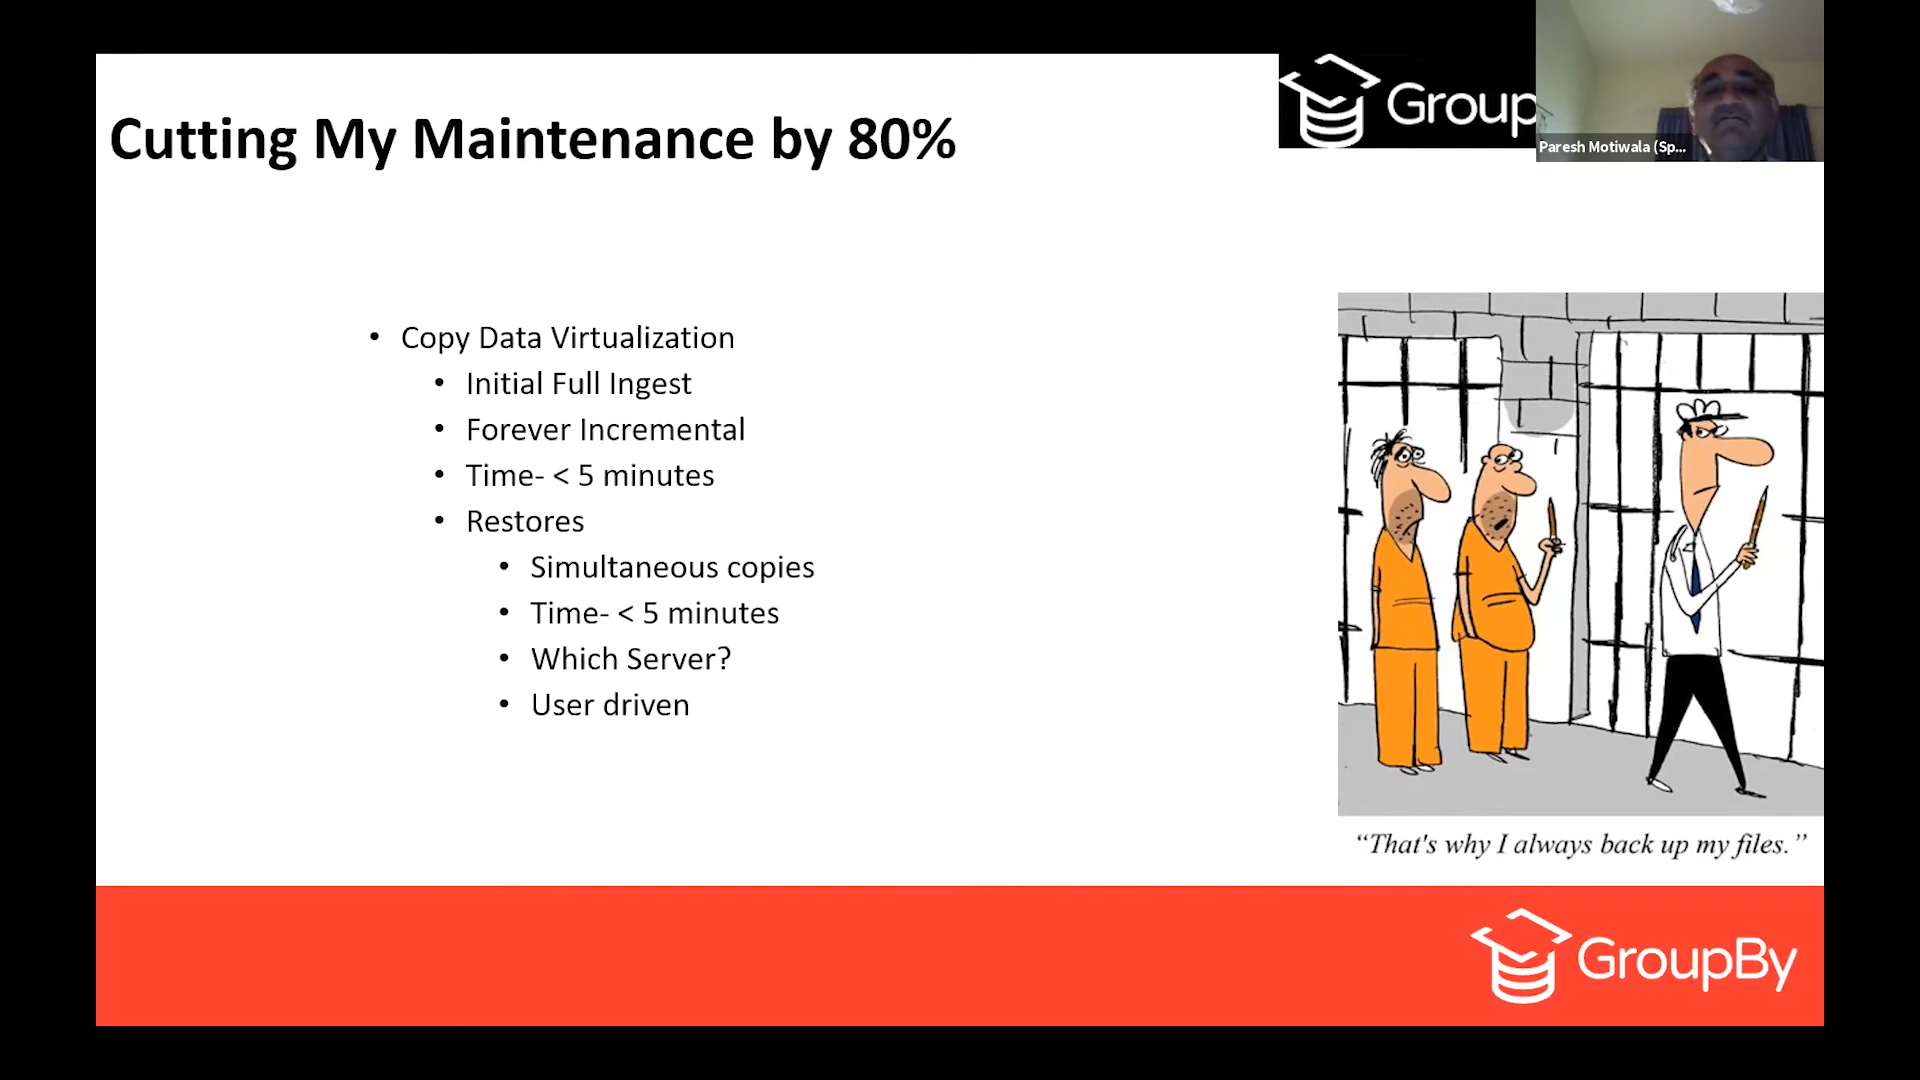 Cutting My Maintenance by 80%
Group
Paresh Motiwala (Sp...
• Copy Data Virtualization
• Initial Full Ingest
• Forever Incremental
• Time- < 5 minutes
• Restores
• Simultaneous copies
• Time- < 5 minutes
• Which Server?
• User driven
“That's why I always back up my files.”
GroupBy